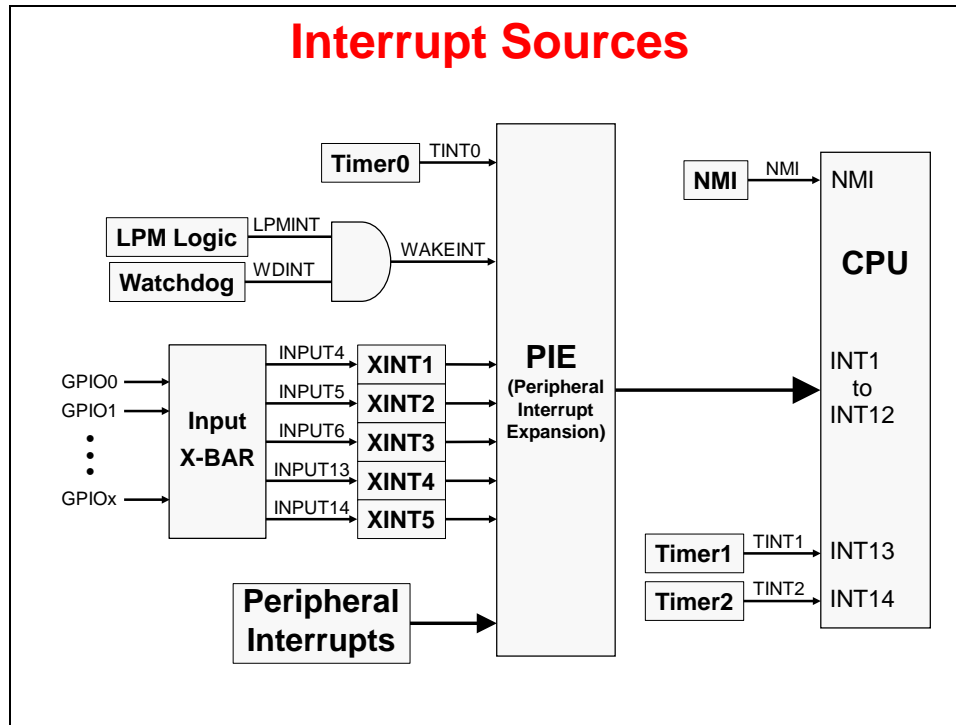 Interrupt Sources
Timer0
TINT0
LPM Logic
LPMINT
Watchdog
WDINT
WAKEINT
GPIO0
GPIO1
GPIOx
Input
X-BAR
INPUT4
INPUT5
INPUT6
INPUT13
INPUT14
XINT1
XINT2
XINT3
XINT4
XINT5
Peripheral
Interrupts
PIE
(Peripheral
Interrupt
Expansion)
NMI
NMI
NMI
CPU
INT1
to
INT12
Timer1
TINT1
INT13
Timer2
TINT2
INT14